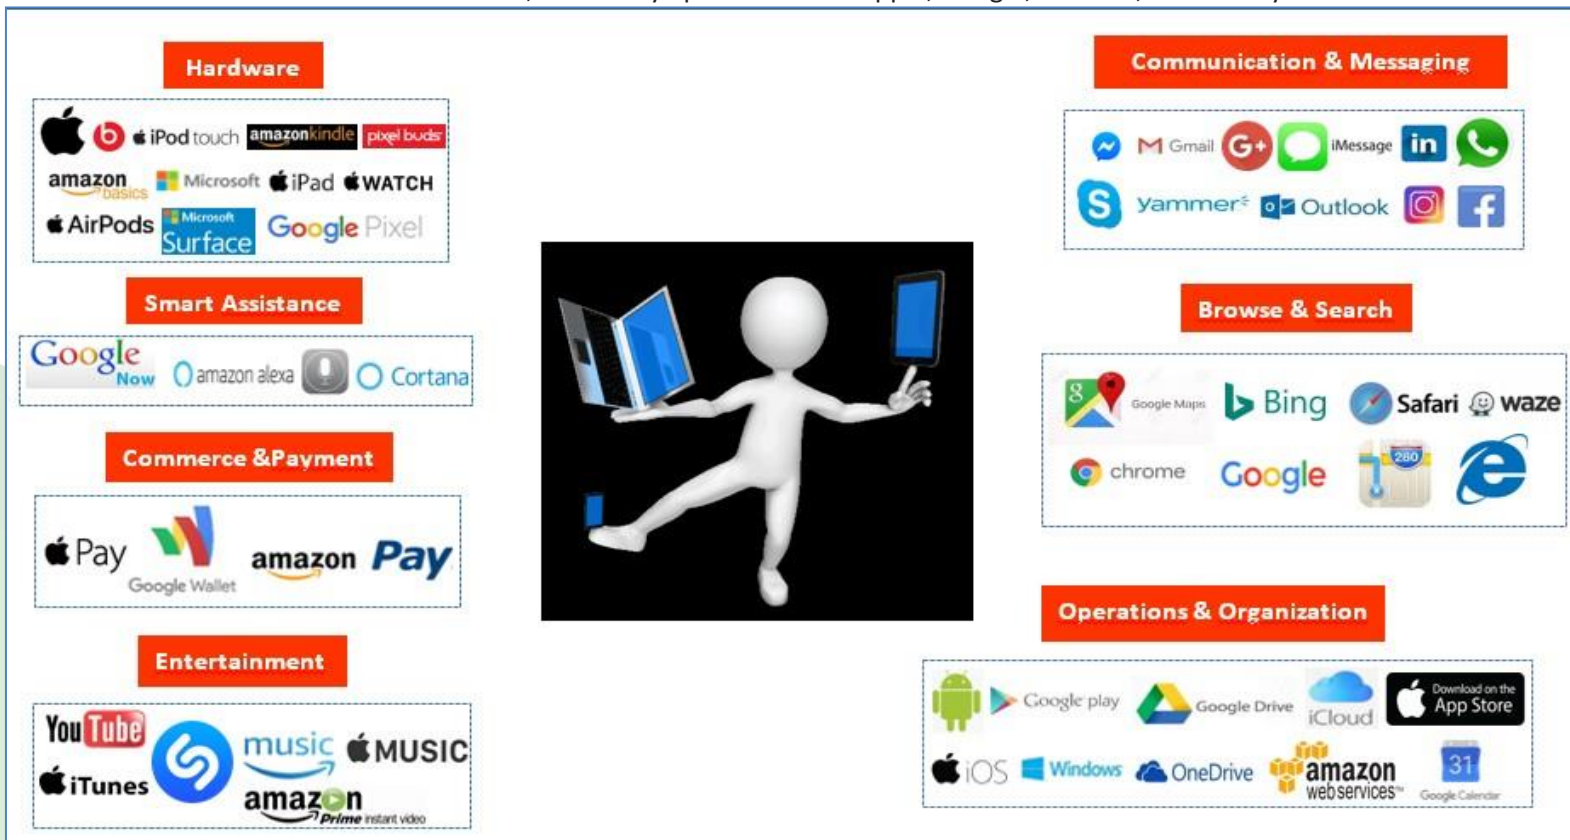 Hardware
iPod touch amazonkindle pixel buds
amazon basics Microsoft iPad WATCH
AirPods Microsoft Surface Google Pixel
Smart Assistance
Google Now amazon alexa Cortana
Commerce &Payment
Pay Google Wallet amazon Pay
Entertainment
YouTube music MUSIC
iTunes amazon Prime instant video
Communication & Messaging
Gmail G+ iMessage in
S yammer Outlook f
Browse & Search
g Google Maps Bing Safari waze
chrome Google 280 e
Operations & Organization
Google play Google Drive iCloud Download on the App Store
iOS Windows OneDrive amazon webservices™ 31 Google Calendar